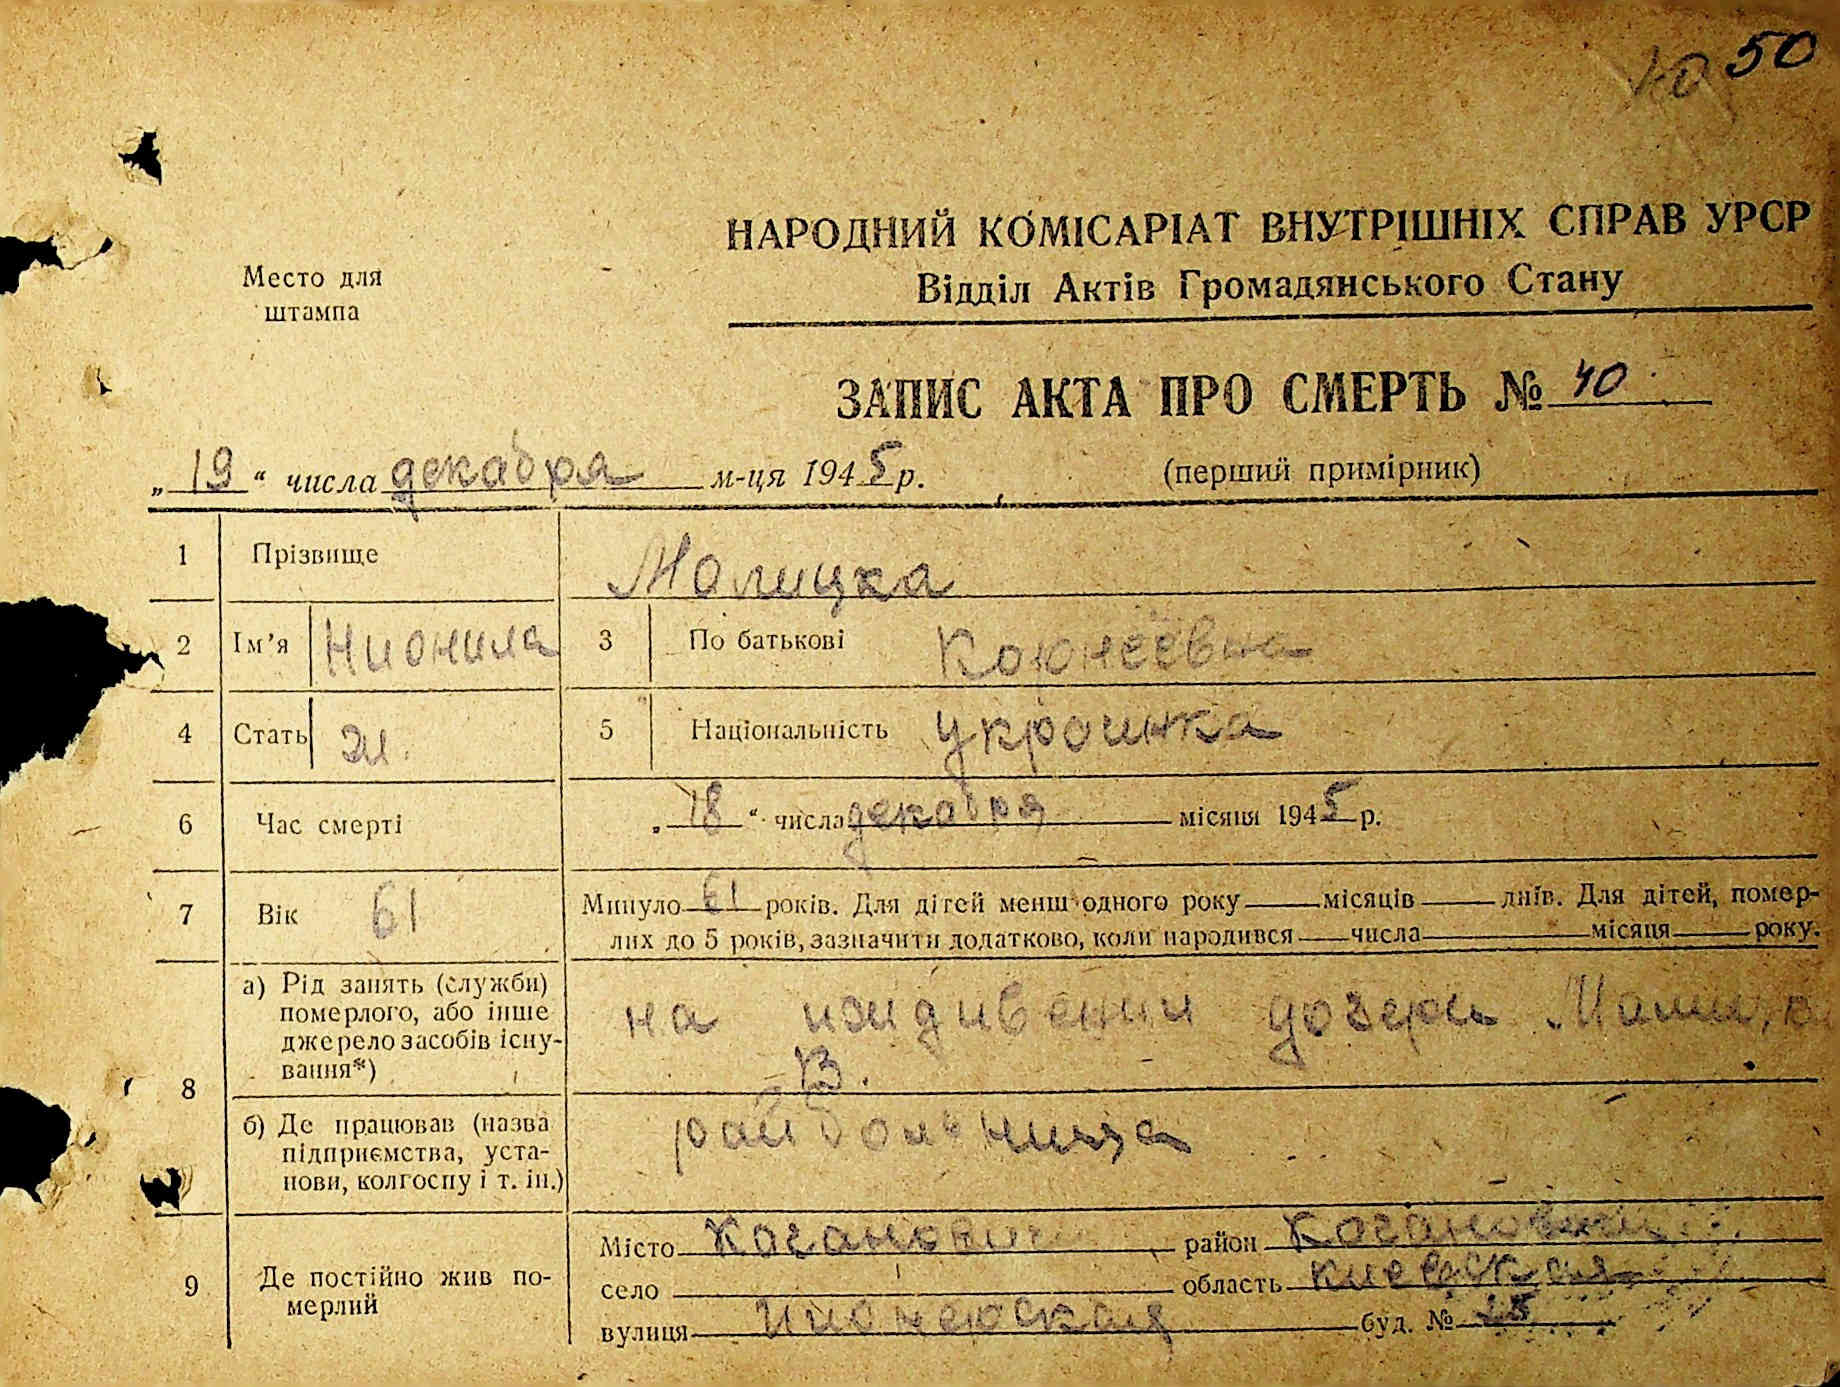 50
40
НАРОДНИЙ КОМІСАРІАТ ВНУТРІШНІХ СПРАВ УРСР
Відділ Актів Громадянського Стану
Место для
штампа
ЗАПИС АКТА ПРО СМЕРТЬ № 40
„19“ числа декабря м-ця 1945 р. (перший примірник)
1 Прізвище Молицка
2 Ім’я Нионила 3 По батькові
4 Стать ж. 5 Національність украинка
6 Час смерті „18“ числа декабря місяця 1945 р.
7 Вік 61 Минуло 61 років. Для дітей менш одного року місяців днів. Для дітей, помер-
лих до 5 років, зазначити додатково, коли народився числа місяця року.
8 а) Рід занять (служби)
померлого, або інше
джерело засобів існу-
вання*)
на иждивении дочери
В.
б) Де працював (назва
підприємства, уста-
нови, колгоспу і т. ін.)
райбольница
9 Де постійно жив по-
мерлий
Місто Коганович район Коганович
село область Киевская
вулиця Пионерская буд. №